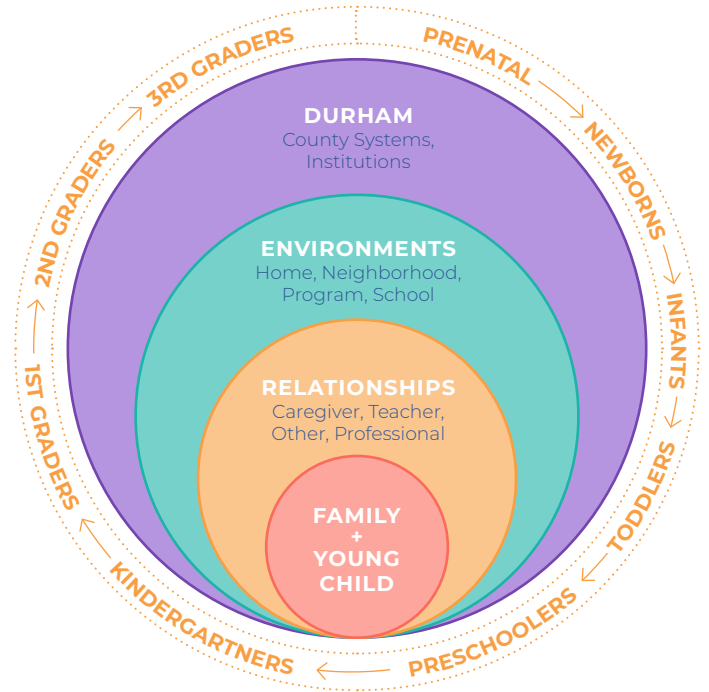 PRENATAL
NEWBORNS
INFANTS
TODDLERS
PRESCHOOLERS
KINDERGARTNERS
1ST GRADERS
2ND GRADERS
3RD GRADERS
DURHAM
County Systems,
Institutions
ENVIRONMENTS
Home, Neighborhood,
Program, School
RELATIONSHIPS
Caregiver, Teacher,
Other, Professional
FAMILY
+
YOUNG
CHILD